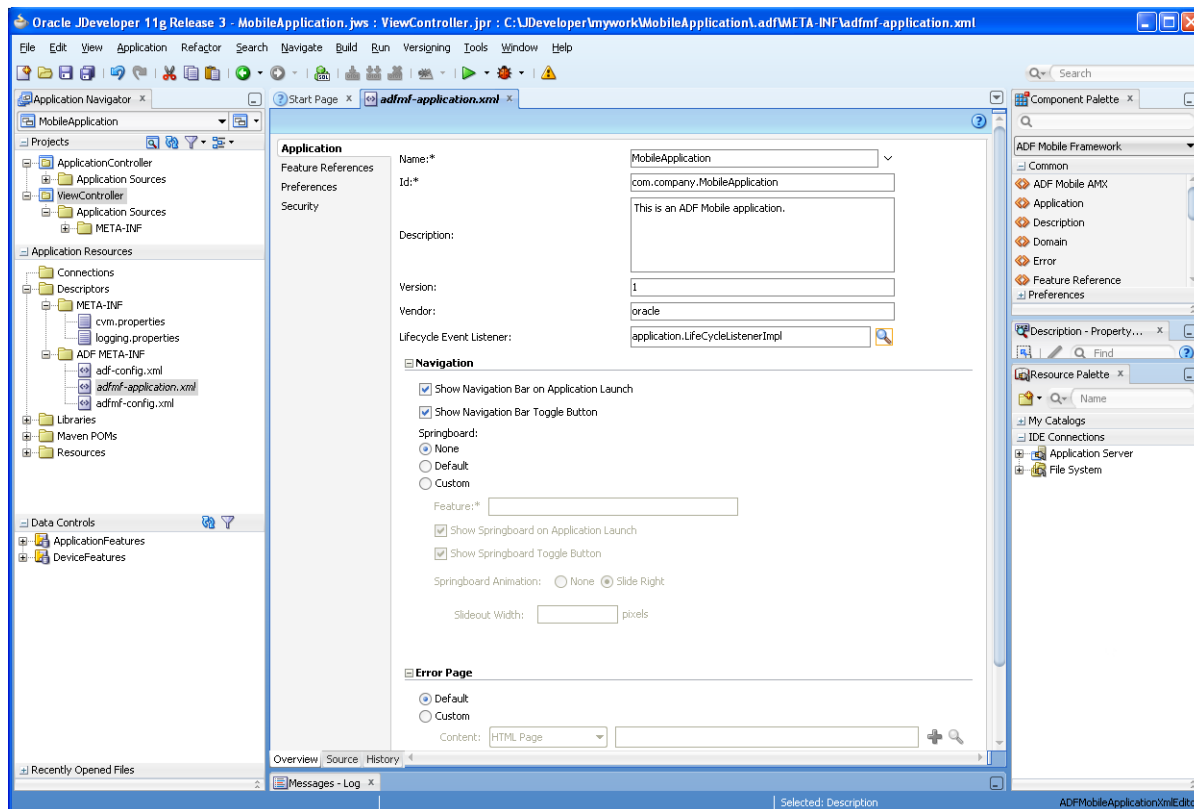 Oracle JDeveloper 11g Release 3 - MobileApplication.jws : ViewController.jpr : C:\JDeveloper\mywork\MobileApplication\.adf\META-INF\adfmf-application.xml
File Edit View Application Refactor Search Navigate Build Run Versioning Tools Window Help
Search
Application Navigator
MobileApplication
Projects
ApplicationController
Application Sources
ViewController
Application Sources
META-INF
Application Resources
Connections
Descriptors
META-INF
cvm.properties
logging.properties
ADF META-INF
adf-config.xml
adfmf-application.xml
adfmf-config.xml
Libraries
Maven POMs
Resources
Data Controls
ApplicationFeatures
DeviceFeatures
Recently Opened Files
Start Page adfmf-application.xml
Application
Feature References
Preferences
Security
Name:* MobileApplication
Id:* com.company.MobileApplication
Description: This is an ADF Mobile application.
Version: 1
Vendor: oracle
Lifecycle Event Listener: application.LifeCycleListenerImpl
Navigation
Show Navigation Bar on Application Launch
Show Navigation Bar Toggle Button
Springboard:
None
Default
Custom
Feature:*
Show Springboard on Application Launch
Show Springboard Toggle Button
Springboard Animation: None Slide Right
Slideout Width: pixels
Error Page
Default
Custom
Content: HTML Page
Overview Source History
Messages - Log
Component Palette
ADF Mobile Framework
Common
ADF Mobile AMX
Application
Description
Domain
Error
Feature Reference
Preferences
Description - Property...
Find
Resource Palette
Name
My Catalogs
IDE Connections
Application Server
File System
Selected: Description
ADFMobileApplicationXmlEdito